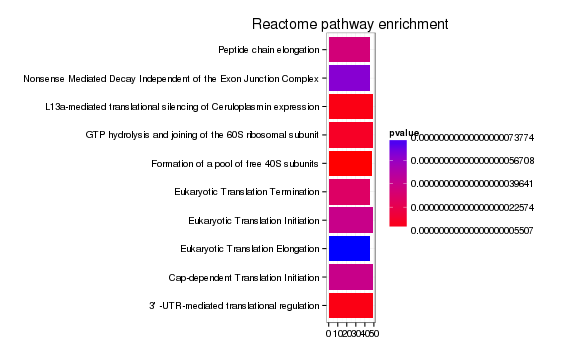 Reactome pathway enrichment
Peptide chain elongation
Nonsense Mediated Decay Independent of the Exon Junction Complex
L13a-mediated translational silencing of Ceruloplasmin expression
GTP hydrolysis and joining of the 60S ribosomal subunit
Formation of a pool of free 40S subunits
Eukaryotic Translation Termination
Eukaryotic Translation Initiation
Eukaryotic Translation Elongation
Cap-dependent Translation Initiation
3' -UTR-mediated translational regulation
0 10 20 30 40 50
pvalue
0.00000000000000000073774
0.00000000000000000056708
0.00000000000000000039641
0.00000000000000000022574
0.00000000000000000005507